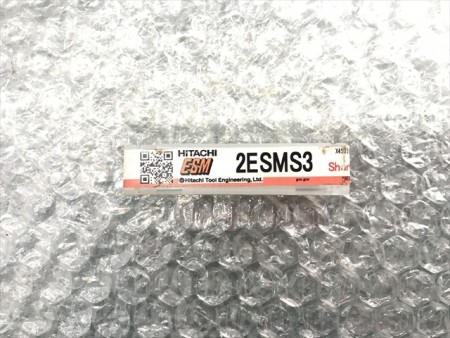 HITACHI
ESM
2ESMS3
©Hitachi Tool Engineering, Ltd.